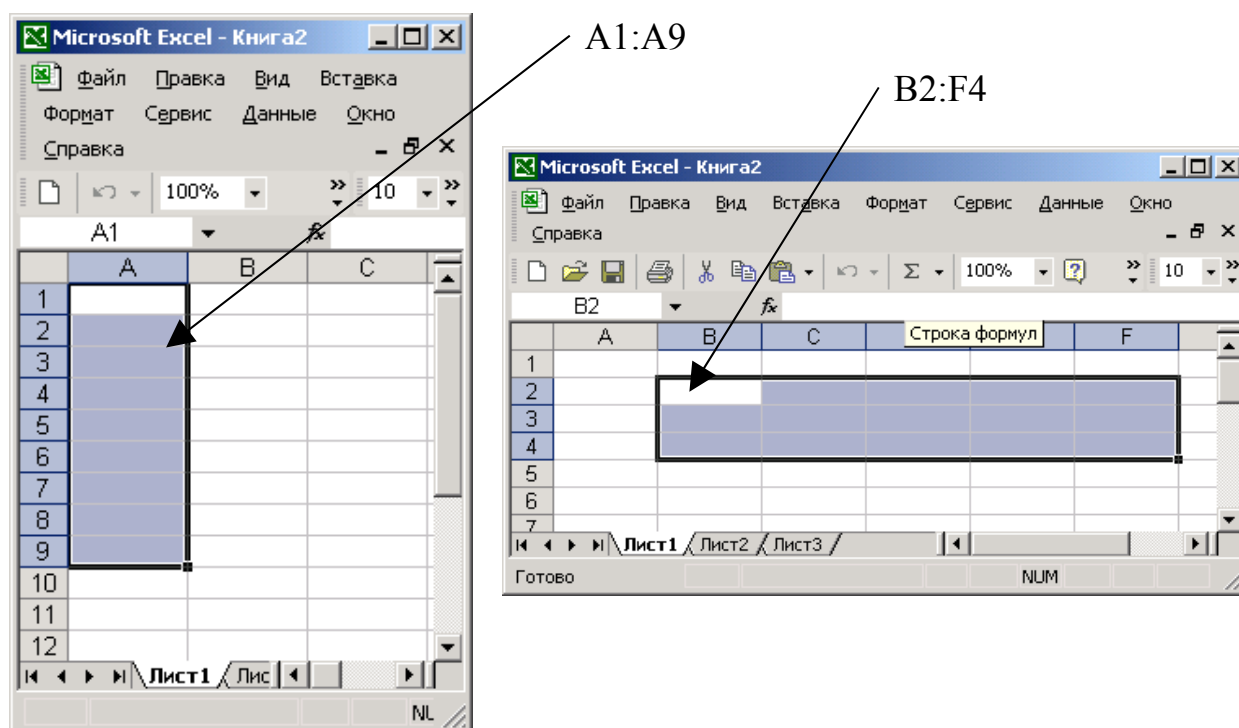 A1:A9
B2:F4
Microsoft Excel - Книга2
Файл Правка Вид Вставка
Формат Сервис Данные Окно
Справка
100% 10
A1 fx
A B C
1
2
3
4
5
6
7
8
9
10
11
12
Лист1 Лис
NU
Microsoft Excel - Книга2
Файл Правка Вид Вставка Формат Сервис Данные Окно
Справка
Σ 100% ? 10
B2 fx
A B C Строка формул F
1
2
3
4
5
6
7
Лист1 Лист2 Лист3
Готово NUM